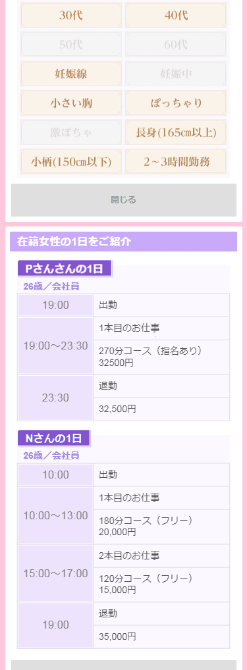 30代 40代
50代 60代
妊娠線 妊娠中
小さい胸 ぽっちゃり
腹ぽちゃ 長身(165㎝以上)
小柄(150㎝以下) 2~3時間勤務
閉じる
在籍女性の1日をご紹介
Pさんさんの1日
26歳／会社員
19:00 出勤
19:00～23:30 1本目のお仕事
270分コース（指名あり）
32500円
23:30 退勤
32,500円
Nさんの1日
26歳／会社員
10:00 出勤
10:00～13:00 1本目のお仕事
180分コース（フリー）
20,000円
15:00～17:00 2本目のお仕事
120分コース（フリー）
15,000円
19:00 退勤
35,000円